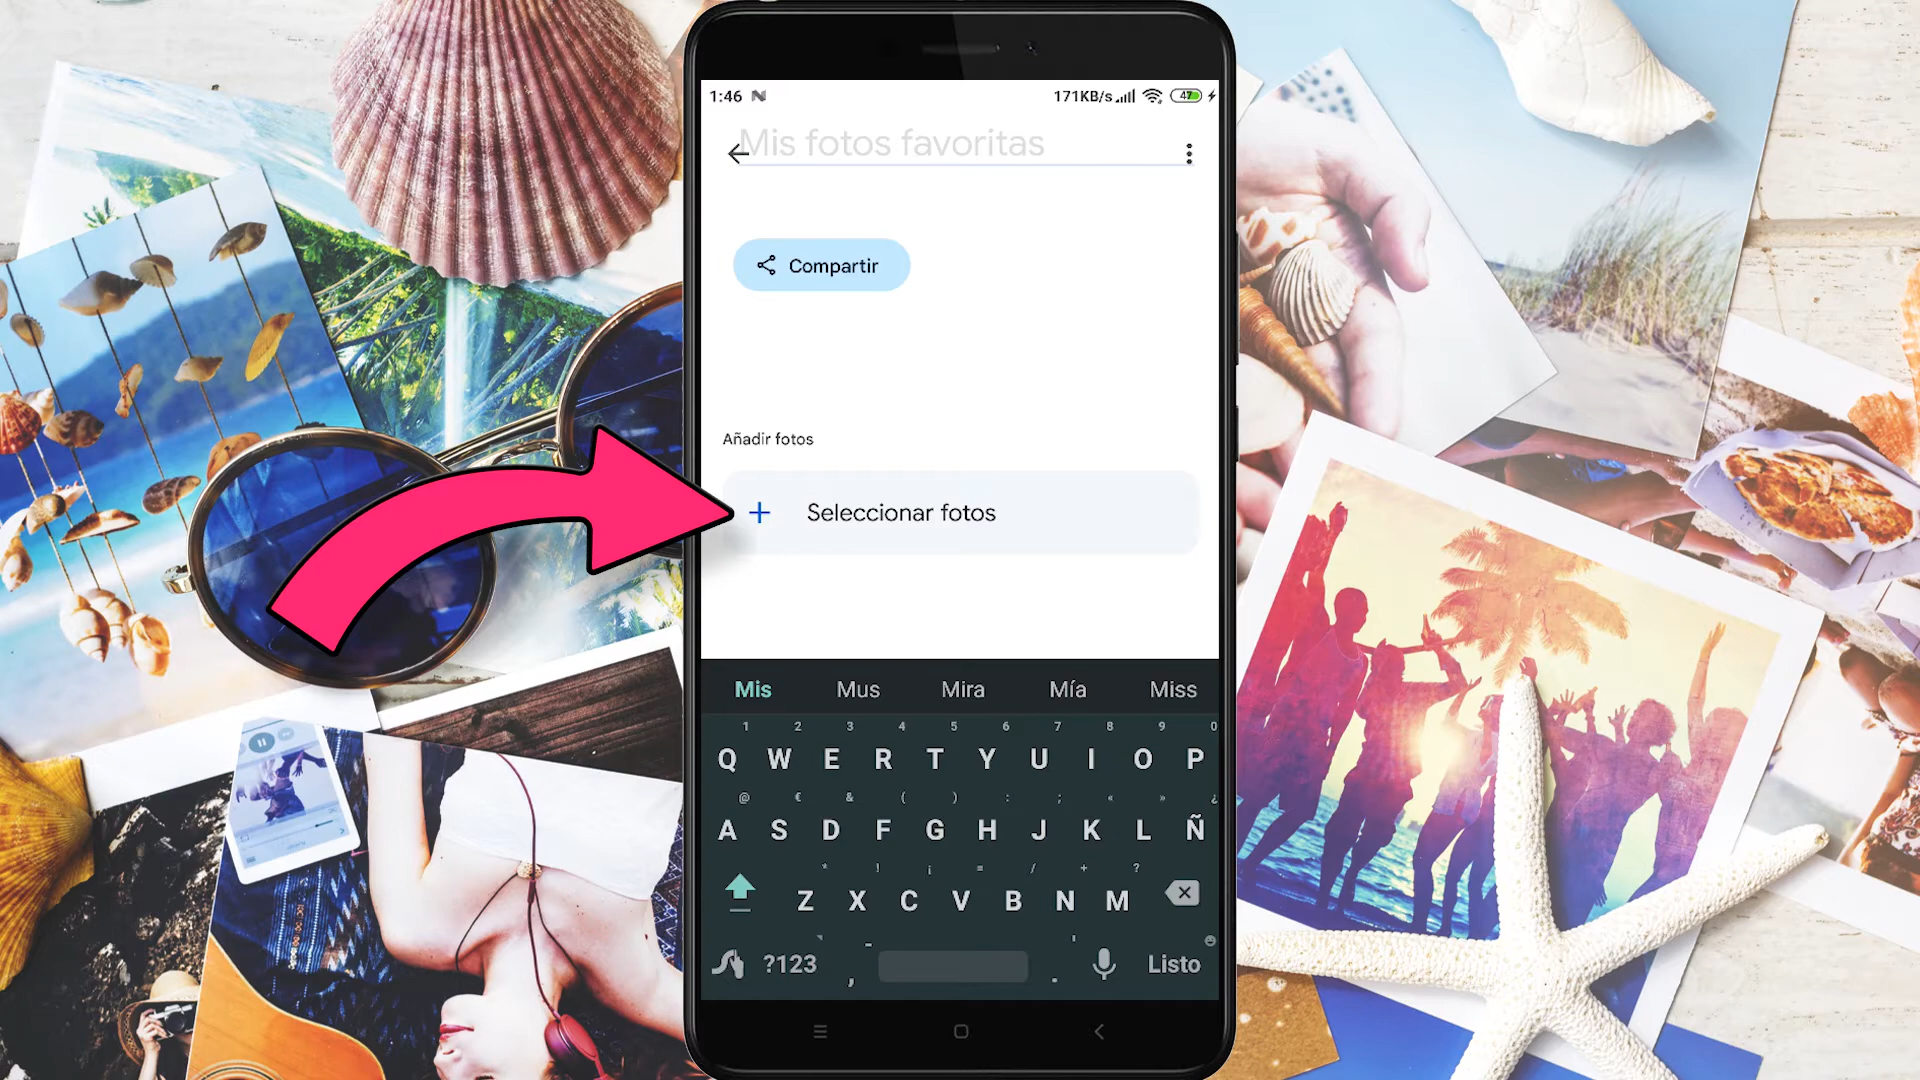 1:46 171KB/s 47
Mis fotos favoritas
Compartir
Añadir fotos
+ Seleccionar fotos
Mis Mus Mira Mía Miss
1 2 3 4 5 6 7 8 9 0
Q W E R T Y U I O P
@ € & ( ) : ; « » ¿
A S D F G H J K L Ñ
* ! ¡ = / + ?
Z X C V B N M
?123 , . Listo